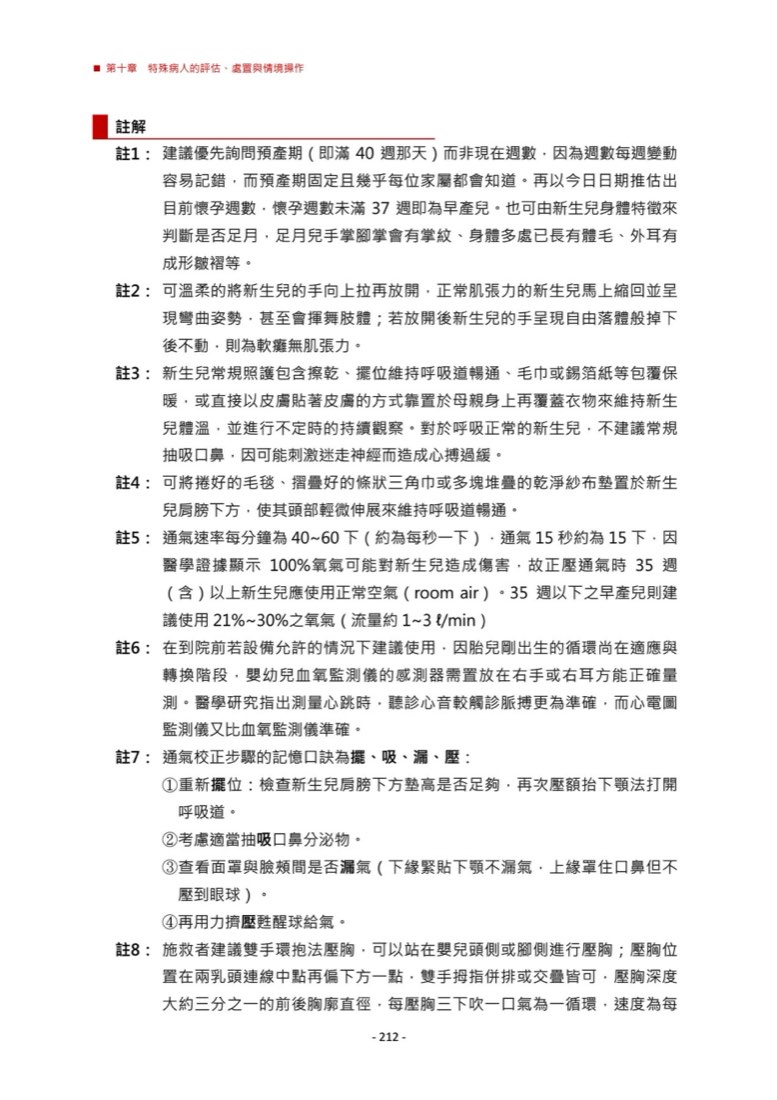 ■ 第十章　特殊病人的評估、處置與情境操作
註解
註1：建議優先詢問預產期（即滿 40 週那天）而非現在週數，因為週數每週變動
容易記錯，而預產期固定且幾乎每位家屬都會知道。再以今日日期推估出
目前懷孕週數，懷孕週數未滿 37 週即為早產兒。也可由新生兒身體特徵來
判斷是否足月，足月兒手掌腳掌會有掌紋、身體多處已長有體毛、外耳有
成形皺褶等。
註2：可溫柔的將新生兒的手向上拉再放開，正常肌張力的新生兒馬上縮回並呈
現彎曲姿勢，甚至會揮舞肢體；若放開後新生兒的手呈現自由落體般掉下
後不動，則為軟癱無肌張力。
註3：新生兒常規照護包含擦乾、擺位維持呼吸道暢通、毛巾或錫箔紙等包覆保
暖，或直接以皮膚貼著皮膚的方式靠置於母親身上再覆蓋衣物來維持新生
兒體溫，並進行不定時的持續觀察。對於呼吸正常的新生兒，不建議常規
抽吸口鼻，因可能刺激迷走神經而造成心搏過緩。
註4：可將捲好的毛毯、摺疊好的條狀三角巾或多塊堆疊的乾淨紗布墊置於新生
兒肩膀下方，使其頭部輕微伸展來維持呼吸道暢通。
註5：通氣速率每分鐘為 40~60 下（約為每秒一下），通氣 15 秒約為 15 下，因
醫學證據顯示 100%氧氣可能對新生兒造成傷害，故正壓通氣時 35 週
（含）以上新生兒應使用正常空氣（room air）。35 週以下之早產兒則建
議使用 21%~30%之氧氣（流量約 1~3 ℓ/min）
註6：在到院前若設備允許的情況下建議使用，因胎兒剛出生的循環尚在適應與
轉換階段，嬰幼兒血氧監測儀的感測器需置放在右手或右耳方能正確量
測。醫學研究指出測量心跳時，聽診心音較觸診脈搏更為準確，而心電圖
監測儀又比血氧監測儀準確。
註7：通氣校正步驟的記憶口訣為擺、吸、漏、壓：
①重新擺位：檢查新生兒肩膀下方墊高是否足夠，再次壓額抬下顎法打開
呼吸道。
②考慮適當抽吸口鼻分泌物。
③查看面罩與臉頰間是否漏氣（下緣緊貼下顎不漏氣，上緣罩住口鼻但不
壓到眼球）。
④再用力擠壓甦醒球給氣。
註8：施救者建議雙手環抱法壓胸，可以站在嬰兒頭側或腳側進行壓胸；壓胸位
置在兩乳頭連線中點再偏下方一點，雙手拇指併排或交疊皆可，壓胸深度
大約三分之一的前後胸廓直徑，每壓胸三下吹一口氣為一循環，速度為每
- 212 -